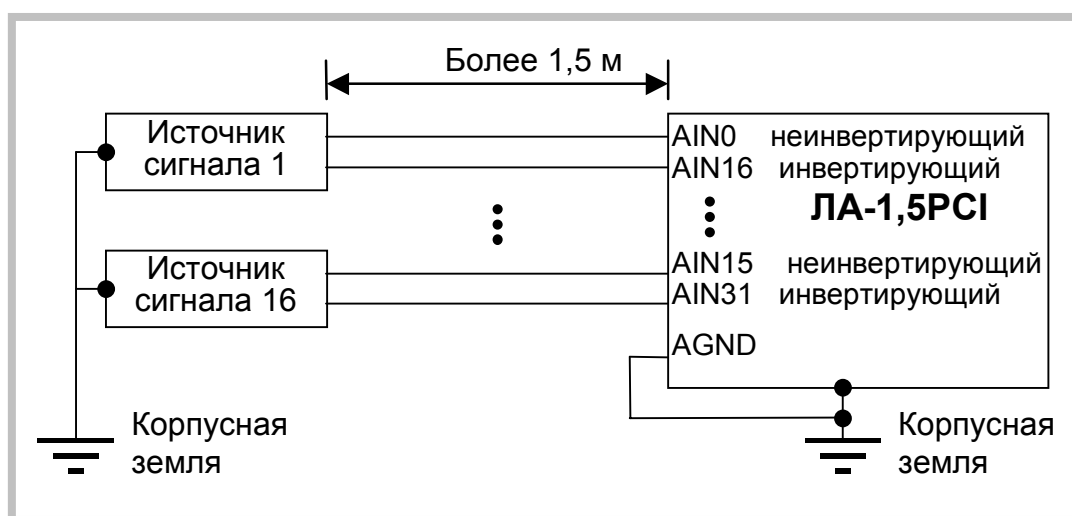 Более 1,5 м
Источник
сигнала 1
AIN0 неинвертирующий
AIN16 инвертирующий
ЛА-1,5PCI
Источник
сигнала 16
AIN15 неинвертирующий
AIN31 инвертирующий
AGND
Корпусная
земля
Корпусная
земля